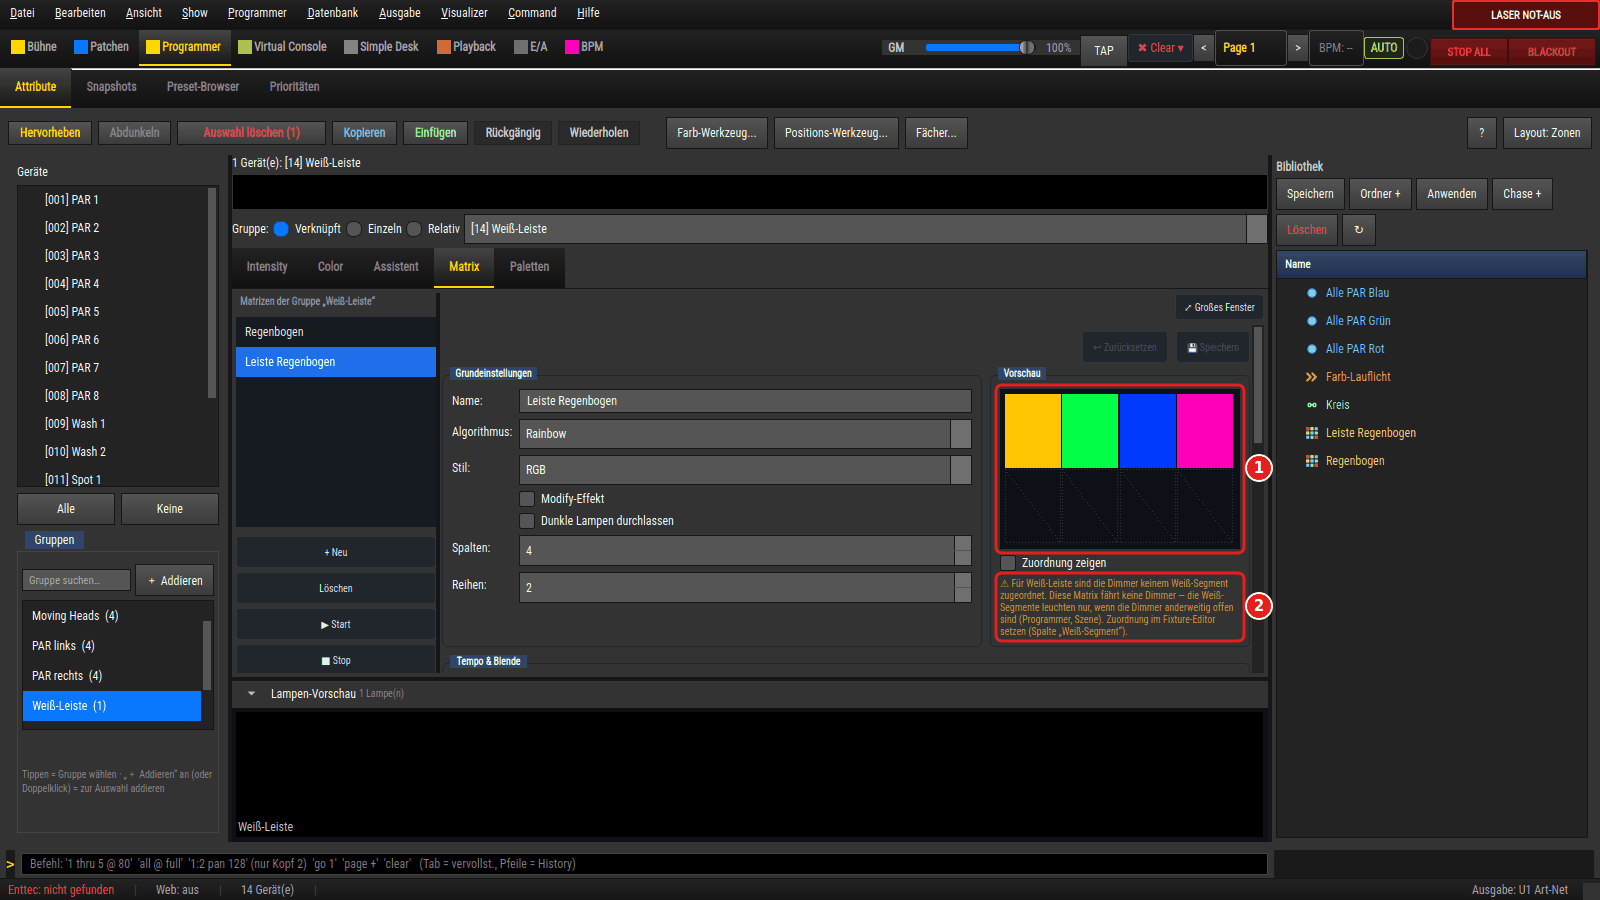 Datei Bearbeiten Ansicht Show Programmer Datenbank Ausgabe Visualizer Command Hilfe
LASER NOT-AUS
Bühne Patchen Programmer Virtual Console Simple Desk Playback E/A BPM
GM 100% TAP ✖ Clear ▾ < Page 1 > BPM: -- AUTO STOP ALL BLACKOUT
Attribute Snapshots Preset-Browser Prioritäten
Hervorheben Abdunkeln Auswahl löschen (1) Kopieren Einfügen Rückgängig Wiederholen Farb-Werkzeug... Positions-Werkzeug... Fächer... ? Layout: Zonen
Geräte
[001] PAR 1
[002] PAR 2
[003] PAR 3
[004] PAR 4
[005] PAR 5
[006] PAR 6
[007] PAR 7
[008] PAR 8
[009] Wash 1
[010] Wash 2
[011] Spot 1
Alle Keine
Gruppen
Gruppe suchen... + Addieren
Moving Heads (4)
PAR links (4)
PAR rechts (4)
Weiß-Leiste (1)
Tippen = Gruppe wählen · „ + Addieren“ an (oder
Doppelklick) = zur Auswahl addieren
1 Gerät(e): [14] Weiß-Leiste
Gruppe: Verknüpft Einzeln Relativ [14] Weiß-Leiste
Intensity Color Assistent Matrix Paletten
Matrizen der Gruppe „Weiß-Leiste“
Regenbogen
Leiste Regenbogen
+ Neu
Löschen
▶ Start
■ Stop
⤢ Großes Fenster
↩ Zurücksetzen 💾 Speichern
Grundeinstellungen
Name: Leiste Regenbogen
Algorithmus: Rainbow
Stil: RGB
Modify-Effekt
Dunkle Lampen durchlassen
Spalten: 4
Reihen: 2
Vorschau
1
Zuordnung zeigen
⚠ Für Weiß-Leiste sind die Dimmer keinem Weiß-Segment
zugeordnet. Diese Matrix fährt keine Dimmer — die Weiß-
Segmente leuchten nur, wenn die Dimmer anderweitig offen
sind (Programmer, Szene). Zuordnung im Fixture-Editor
setzen (Spalte „Weiß-Segment“).
2
Tempo & Blende
Lampen-Vorschau 1 Lampe(n)
Weiß-Leiste
Bibliothek
Speichern Ordner + Anwenden Chase +
Löschen ↻
Name
Alle PAR Blau
Alle PAR Grün
Alle PAR Rot
Farb-Lauflicht
Kreis
Leiste Regenbogen
Regenbogen
> Befehl: '1 thru 5 @ 80' 'all @ full' '1:2 pan 128' (nur Kopf 2) 'go 1' 'page +' 'clear' (Tab = vervollst., Pfeile = History)
Enttec: nicht gefunden Web: aus 14 Gerät(e) Ausgabe: U1 Art-Net